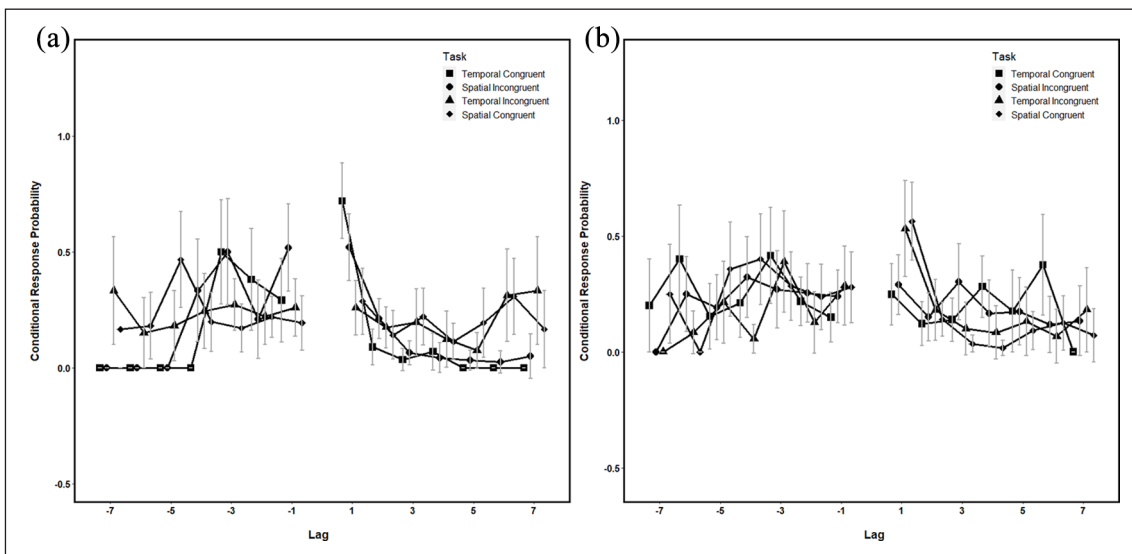 (a)
Task
Temporal Congruent
Spatial Incongruent
Temporal Incongruent
Spatial Congruent
Conditional Response Probability
1.0
0.5
0.0
-0.5
-7
-5
-3
-1
1
3
5
7
Lag
(b)
Task
Temporal Congruent
Spatial Incongruent
Temporal Incongruent
Spatial Congruent
Conditional Response Probability
1.0
0.5
0.0
-0.5
-7
-5
-3
-1
1
3
5
7
Lag